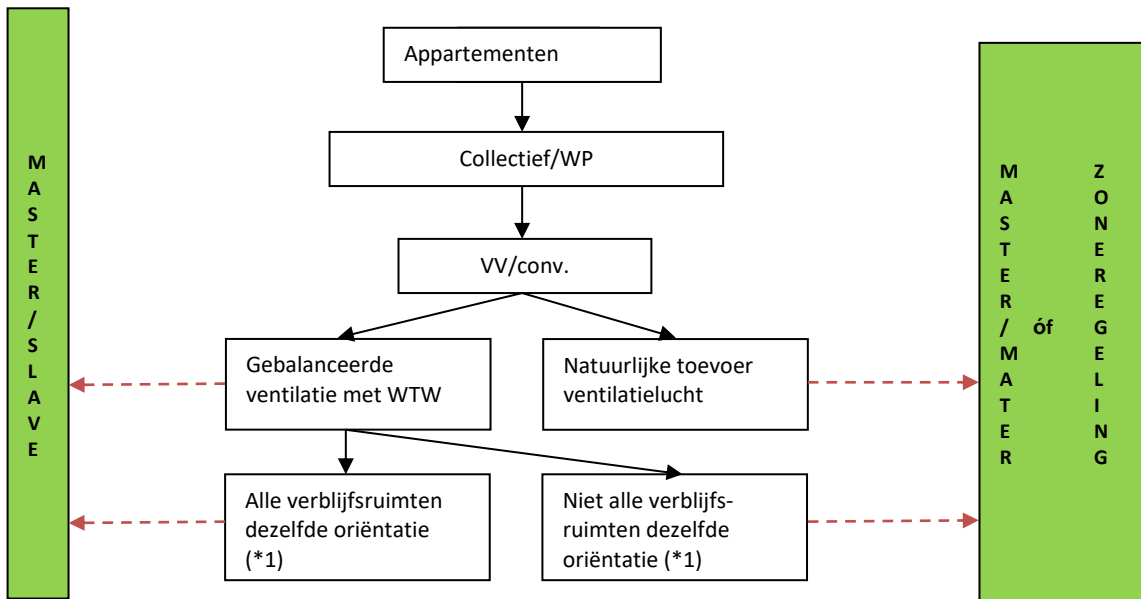 Appartementen
Collectief/WP
VV/conv.
Gebalanceerde
ventilatie met WTW
Natuurlijke toevoer
ventilatielucht
Alle verblijfsruimten
dezelfde oriëntatie
(*1)
Niet alle verblijfs-
ruimten dezelfde
oriëntatie (*1)
MASTER/SLAVE
MASTER/MATER
óf
ZONEREGELING